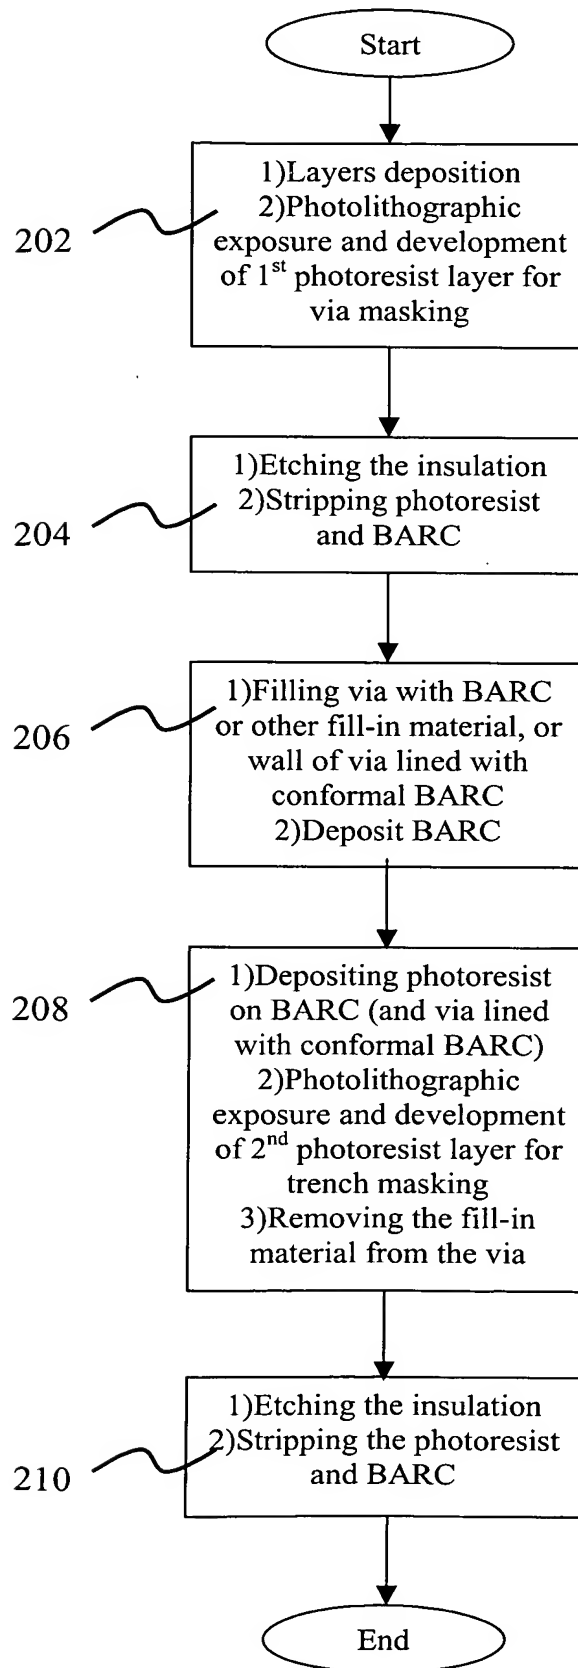 Start
1)Layers deposition
2)Photolithographic
exposure and development
of 1st photoresist layer for
via masking
202
1)Etching the insulation
2)Stripping photoresist
and BARC
204
1)Filling via with BARC
or other fill-in material, or
wall of via lined with
conformal BARC
2)Deposit BARC
206
1)Depositing photoresist
on BARC (and via lined
with conformal BARC)
2)Photolithographic
exposure and development
of 2nd photoresist layer for
trench masking
3)Removing the fill-in
material from the via
208
1)Etching the insulation
2)Stripping the photoresist
and BARC
210
End